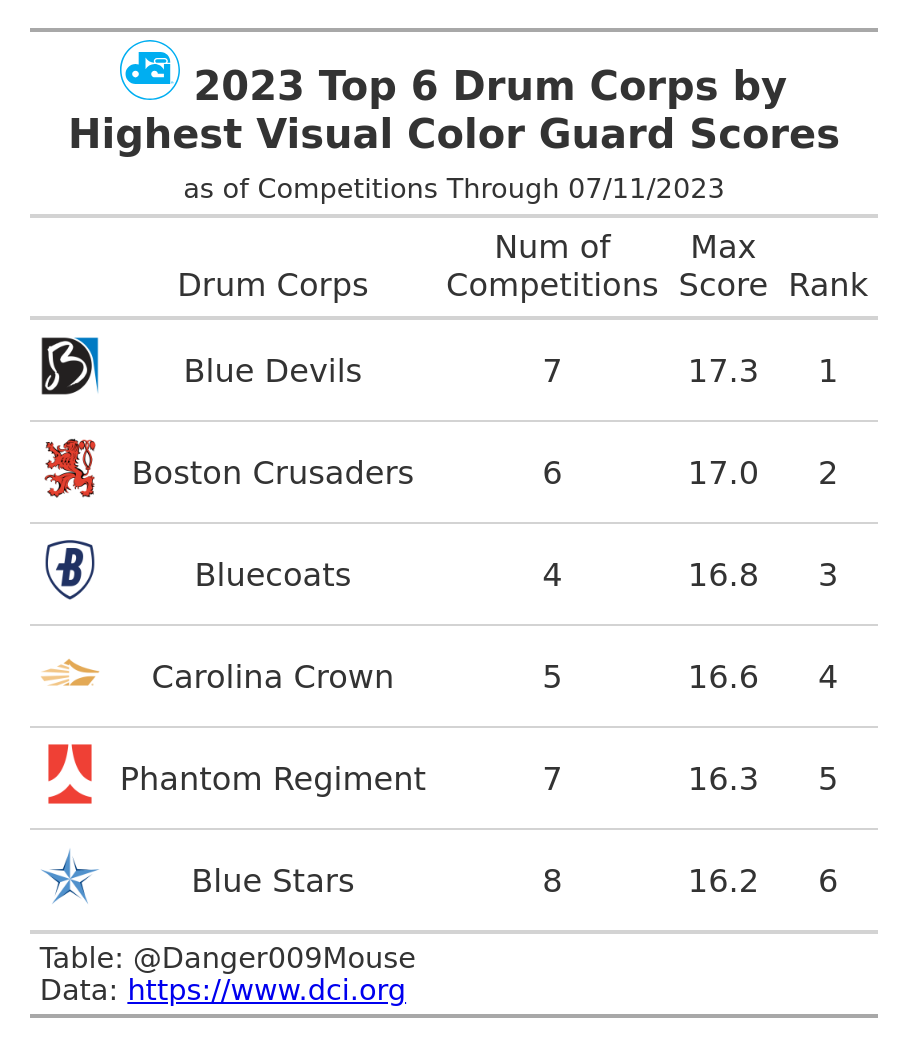 2023 Top 6 Drum Corps by
Highest Visual Color Guard Scores
as of Competitions Through 07/11/2023
Drum Corps Num of Competitions Max Score Rank
Blue Devils 7 17.3 1
Boston Crusaders 6 17.0 2
Bluecoats 4 16.8 3
Carolina Crown 5 16.6 4
Phantom Regiment 7 16.3 5
Blue Stars 8 16.2 6
Table: @Danger009Mouse
Data: https://www.dci.org